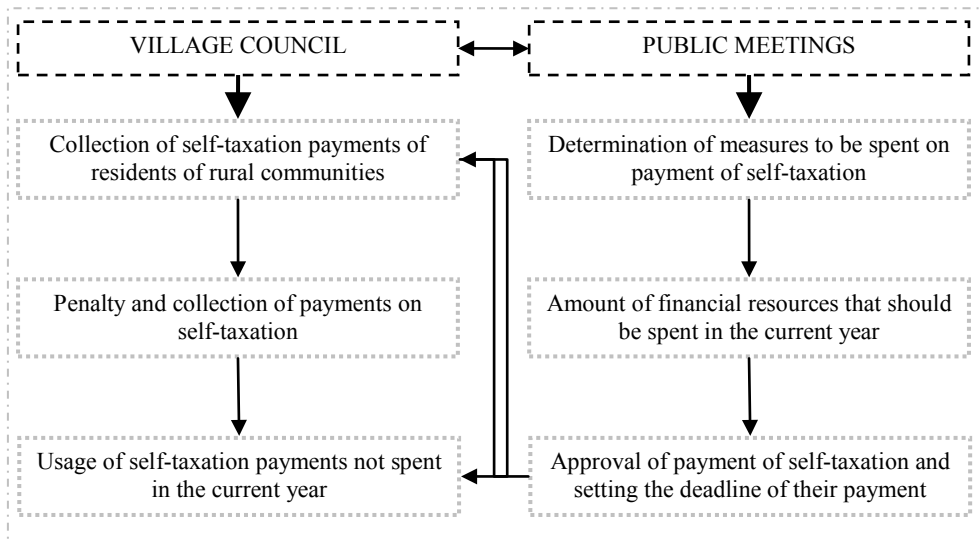 VILLAGE COUNCIL
PUBLIC MEETINGS
Collection of self-taxation payments of
residents of rural communities
Determination of measures to be spent on
payment of self-taxation
Penalty and collection of payments on
self-taxation
Amount of financial resources that should
be spent in the current year
Usage of self-taxation payments not spent
in the current year
Approval of payment of self-taxation and
setting the deadline of their payment